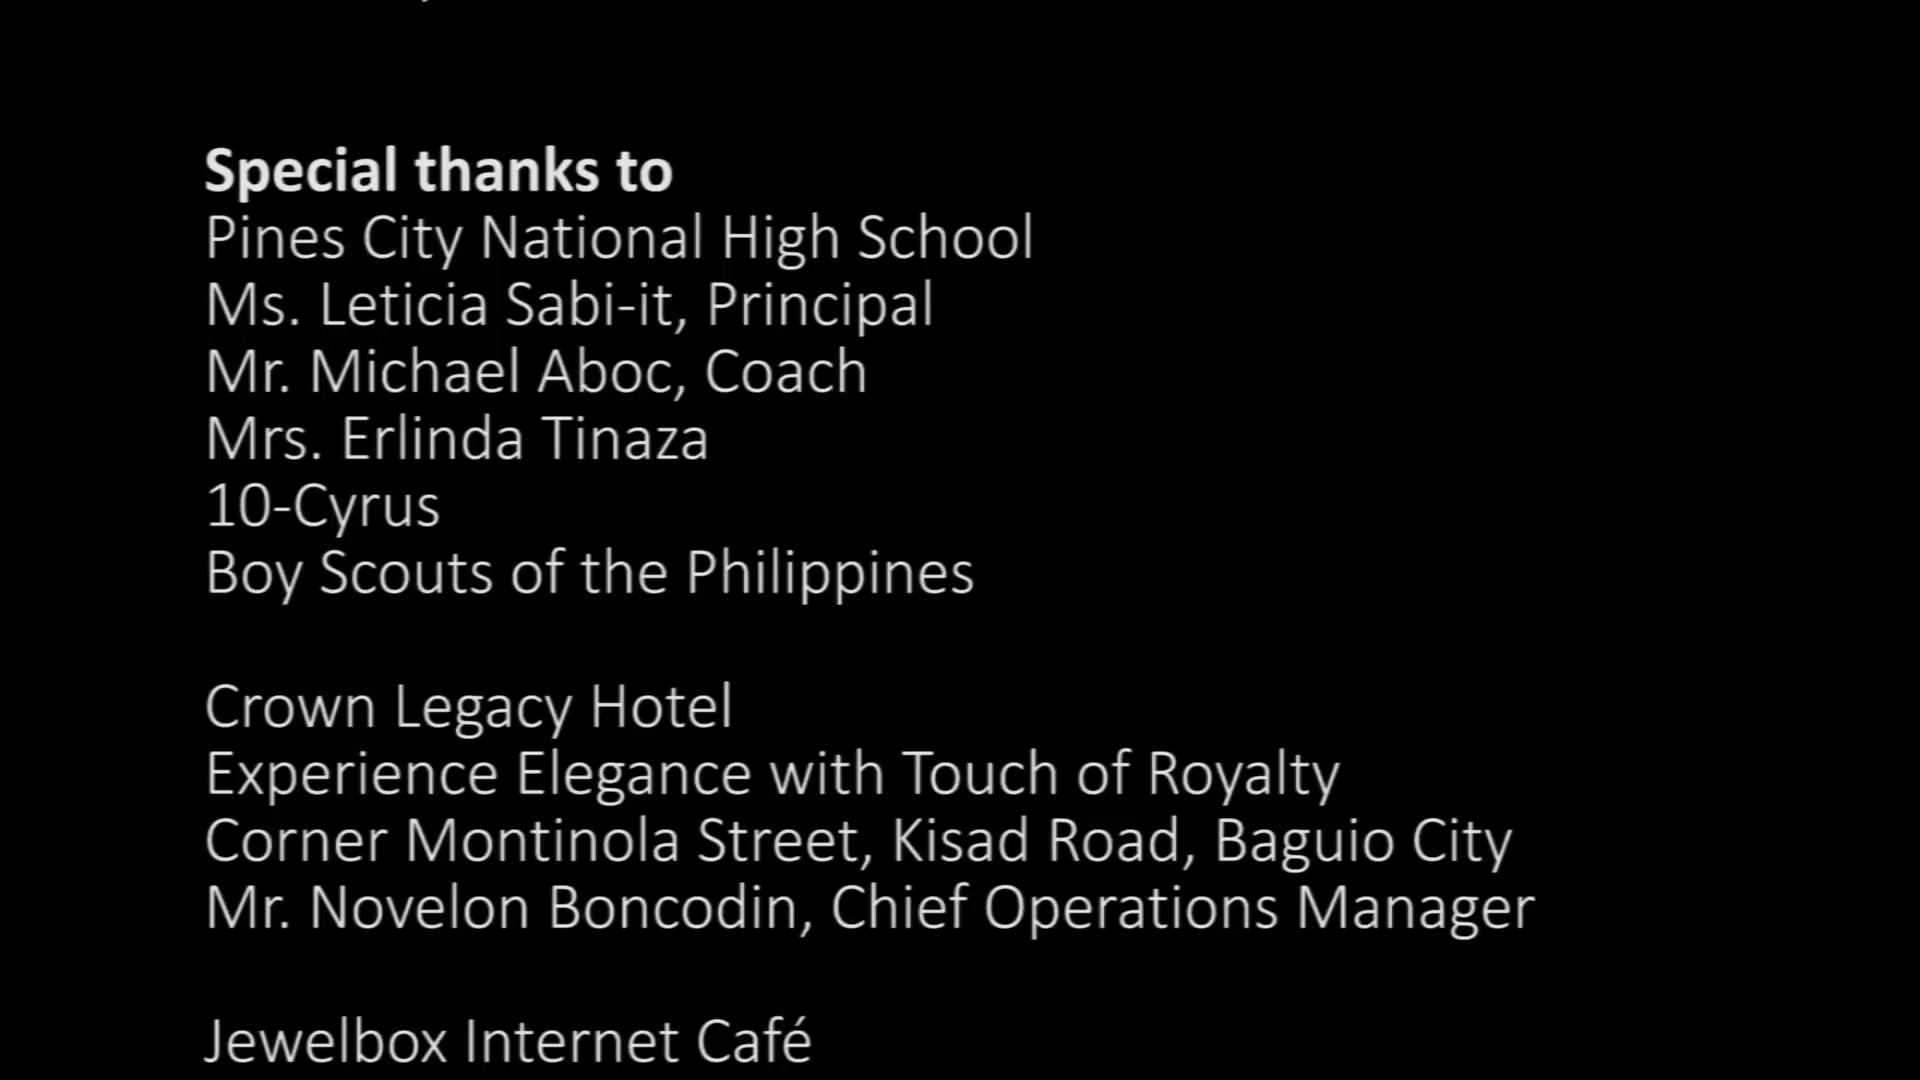 Special thanks to
Pines City National High School
Ms. Leticia Sabi-it, Principal
Mr. Michael Aboc, Coach
Mrs. Erlinda Tinaza
10-Cyrus
Boy Scouts of the Philippines
Crown Legacy Hotel
Experience Elegance with Touch of Royalty
Corner Montinola Street, Kisad Road, Baguio City
Mr. Novelon Boncodin, Chief Operations Manager
Jewelbox Internet Café